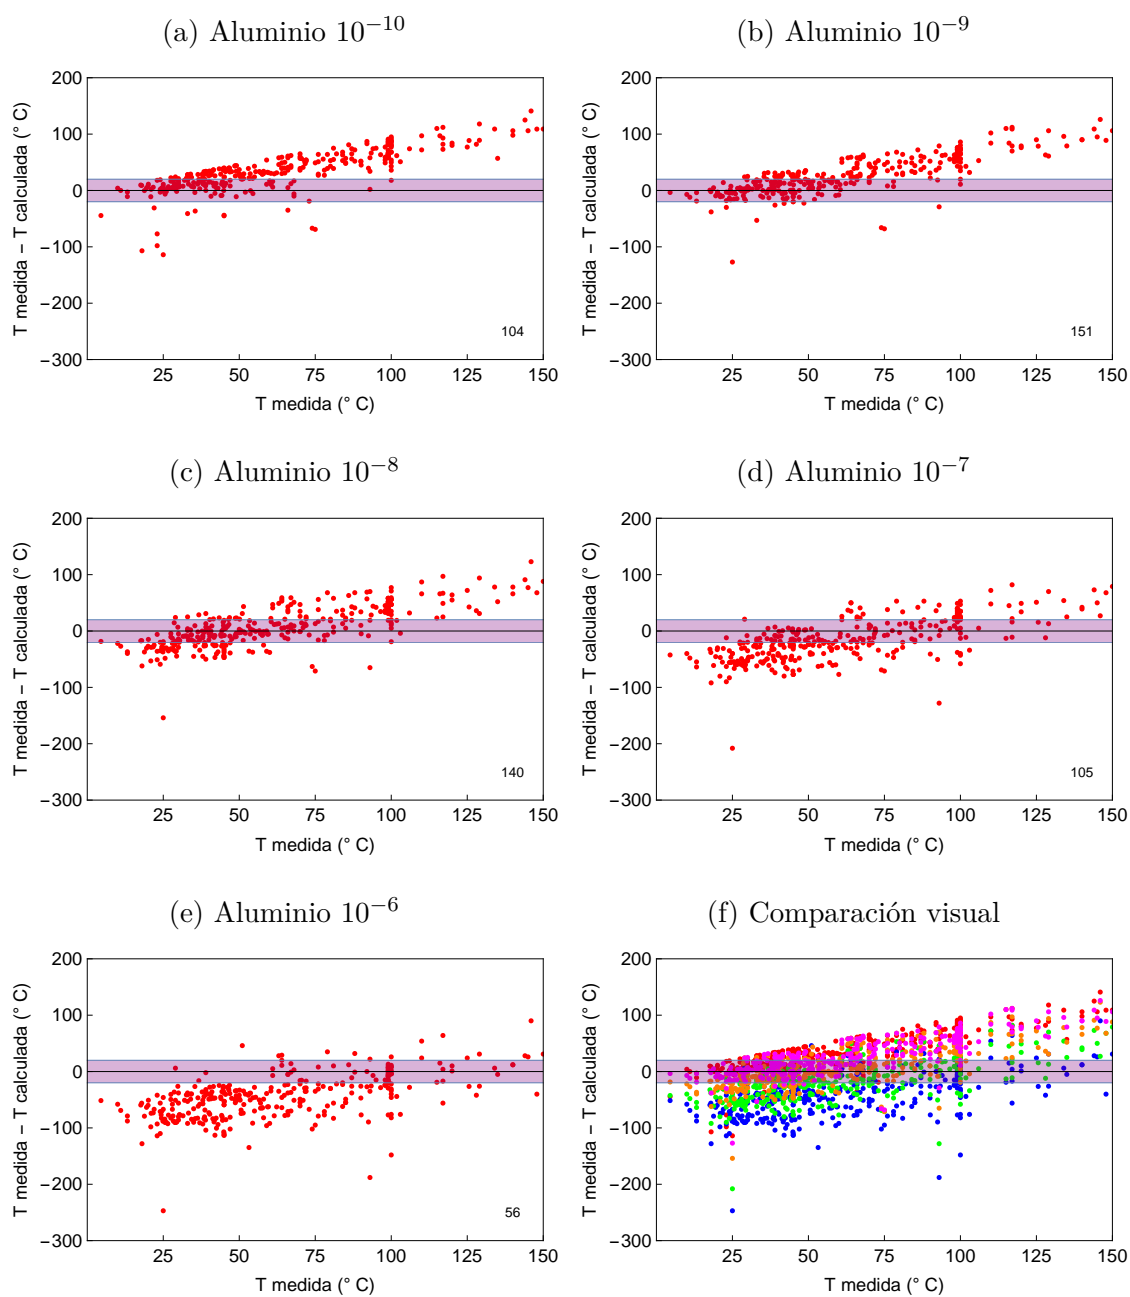 (a) Aluminio 10⁻¹⁰
200
100
0
−100
−200
−300
T medida − T calculada (° C)
104
25 50 75 100 125 150
T medida (° C)
(b) Aluminio 10⁻⁹
200
100
0
−100
−200
−300
T medida − T calculada (° C)
151
25 50 75 100 125 150
T medida (° C)
(c) Aluminio 10⁻⁸
200
100
0
−100
−200
−300
T medida − T calculada (° C)
140
25 50 75 100 125 150
T medida (° C)
(d) Aluminio 10⁻⁷
200
100
0
−100
−200
−300
T medida − T calculada (° C)
105
25 50 75 100 125 150
T medida (° C)
(e) Aluminio 10⁻⁶
200
100
0
−100
−200
−300
T medida − T calculada (° C)
56
25 50 75 100 125 150
T medida (° C)
(f) Comparación visual
200
100
0
−100
−200
−300
T medida − T calculada (° C)
25 50 75 100 125 150
T medida (° C)